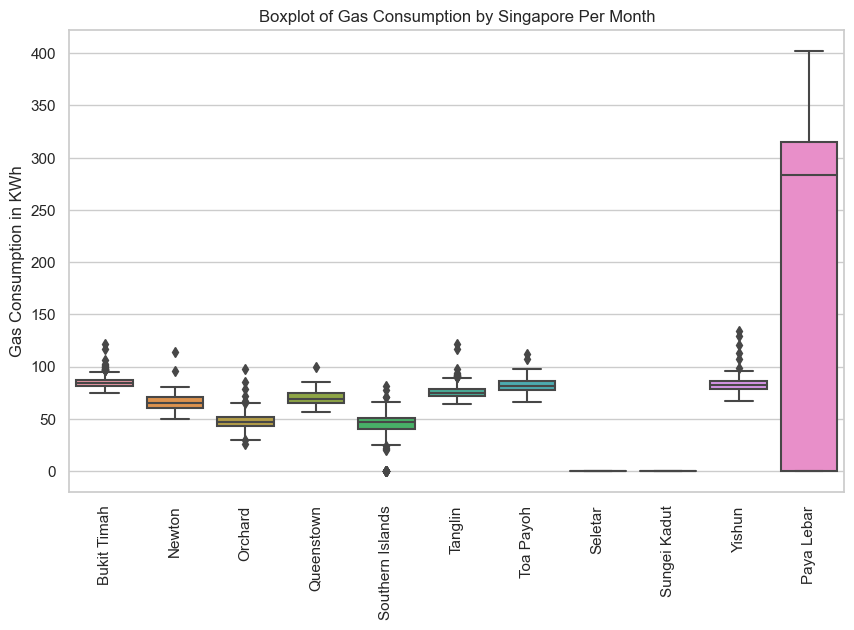 Boxplot of Gas Consumption by Singapore Per Month
Gas Consumption in KWh
400
350
300
250
200
150
100
50
0
Bukit Timah
Newton
Orchard
Queenstown
Southern Islands
Tanglin
Toa Payoh
Seletar
Sungei Kadut
Yishun
Paya Lebar